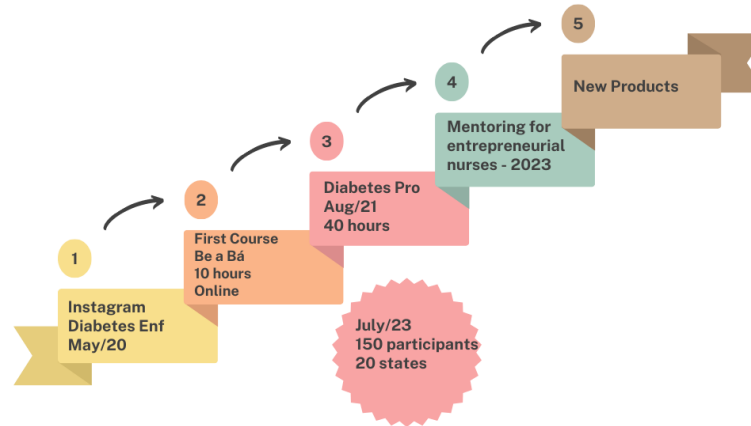 1
Instagram
Diabetes Enf
May/20
2
First Course
Be a Bá
10 hours
Online
3
Diabetes Pro
Aug/21
40 hours
July/23
150 participants
20 states
4
Mentoring for
entrepreneurial
nurses - 2023
5
New Products